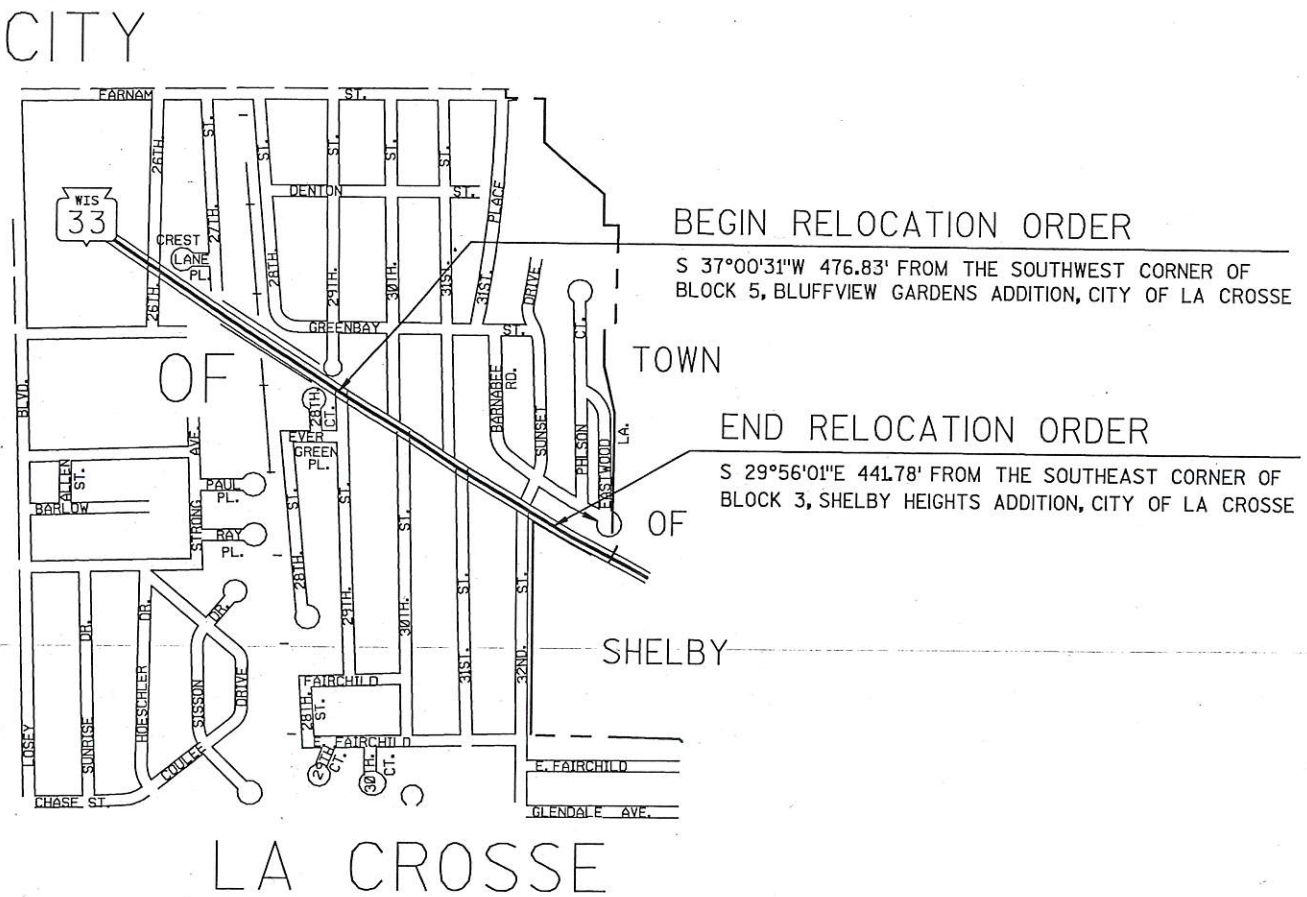 CITY
FARNAM ST.
26TH.
ST.
27TH.
ST.
28TH.
ST.
29TH.
ST.
30TH.
ST.
31ST.
PLACE
31ST.
DENTON ST.
WIS
33
CREST
LANE
PL.
26TH.
GREENBAY ST.
DRIVE
CT.
BEGIN RELOCATION ORDER
S 37°00'31"W 476.83' FROM THE SOUTHWEST CORNER OF
BLOCK 5, BLUFFVIEW GARDENS ADDITION, CITY OF LA CROSSE
OF
TOWN
BLVD.
AVE.
28TH.
CT.
EVER
GREEN
PL.
BARNABEE
RD.
SUNSET
PHLSON
EASTWOOD
LA.
END RELOCATION ORDER
S 29°56'01"E 441.78' FROM THE SOUTHEAST CORNER OF
BLOCK 3, SHELBY HEIGHTS ADDITION, CITY OF LA CROSSE
ALLEN
ST.
BARLOW
PAUL
PL.
STRONG
RAY
PL.
ST.
28TH.
ST.
29TH.
ST.
30TH.
ST.
31ST.
ST.
32ND.
OF
SHELBY
DR.
DR.
DR.
LOSEY
SUNRISE
HOESCHLER
SISSON
DRIVE
COULEE
CHASE ST.
FAIRCHILD
28TH.
ST.
E. FAIRCHILD
29TH.
CT.
30TH.
CT.
E. FAIRCHILD
GLENDALE AVE.
LA CROSSE